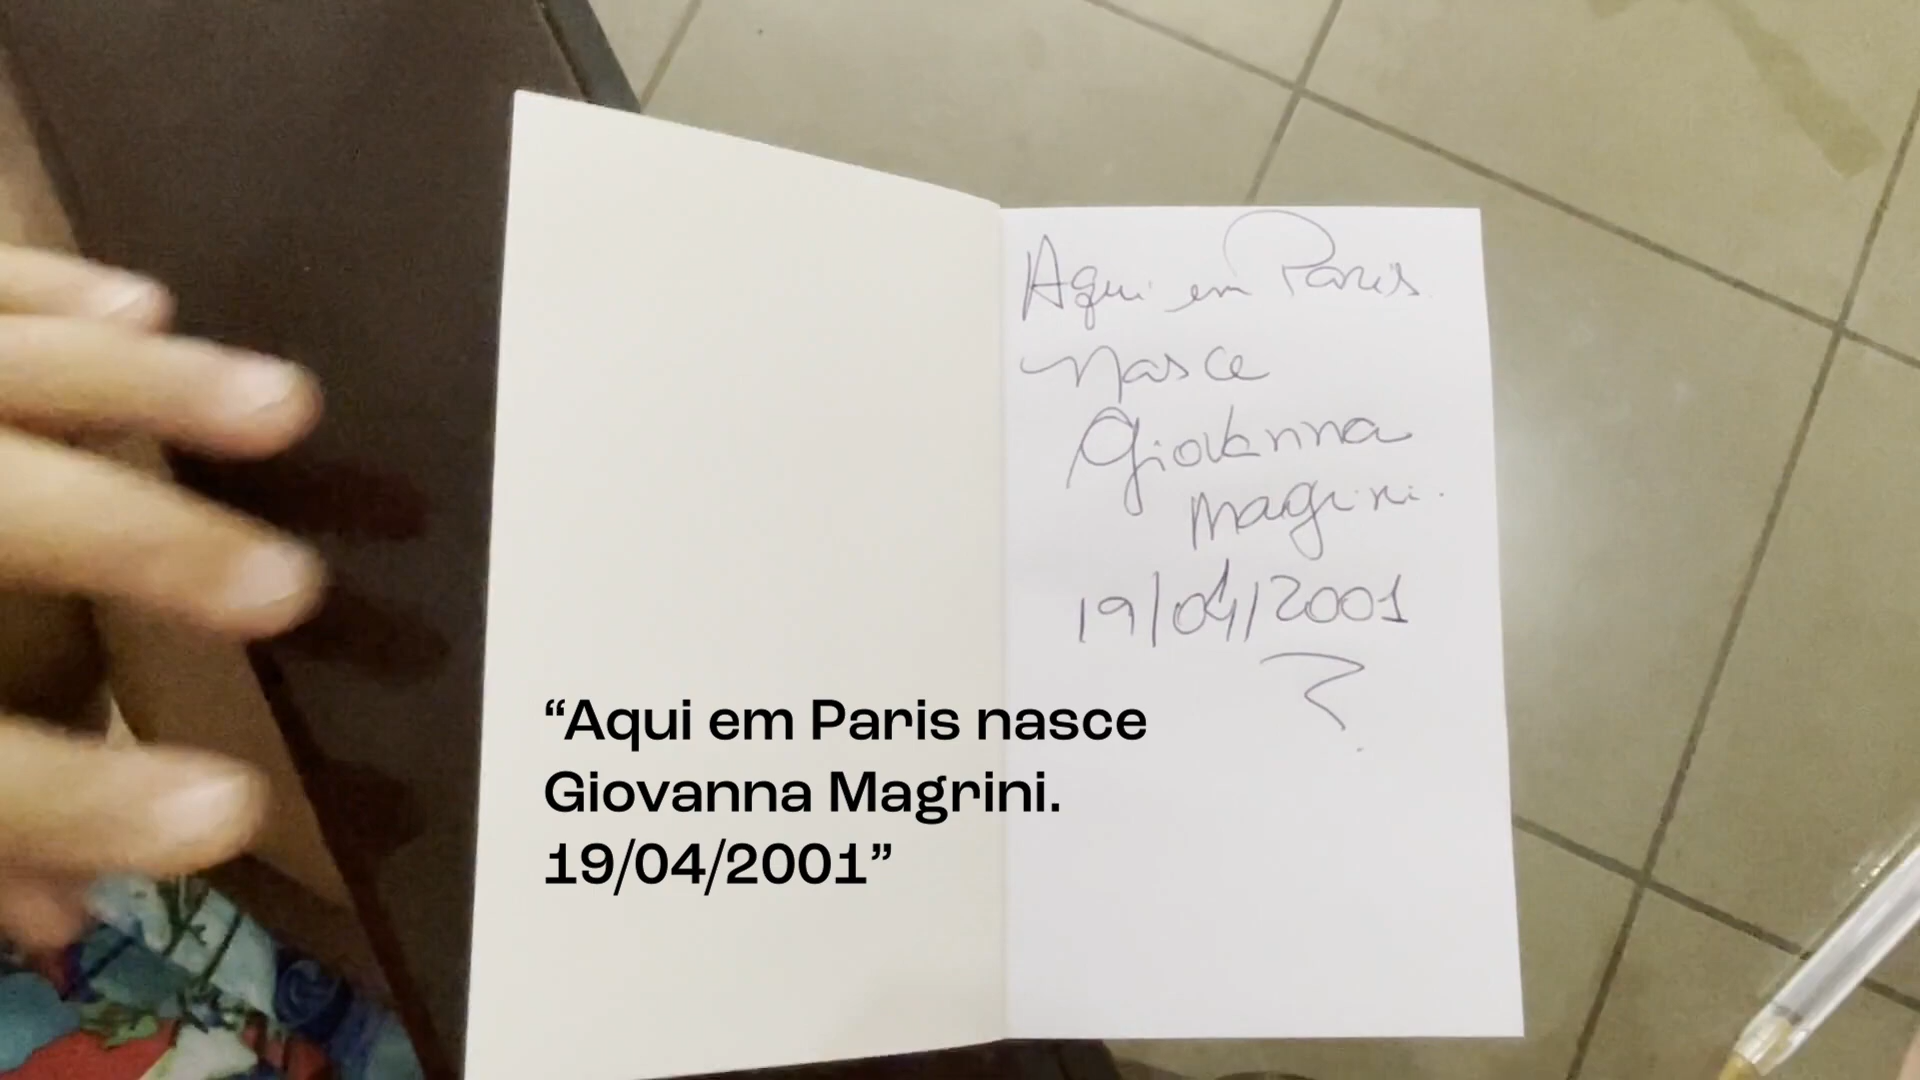 Aqui em Paris
nasce
Giovanna
Magrini.
19/04/2001
?
“Aqui em Paris nasce
Giovanna Magrini.
19/04/2001”